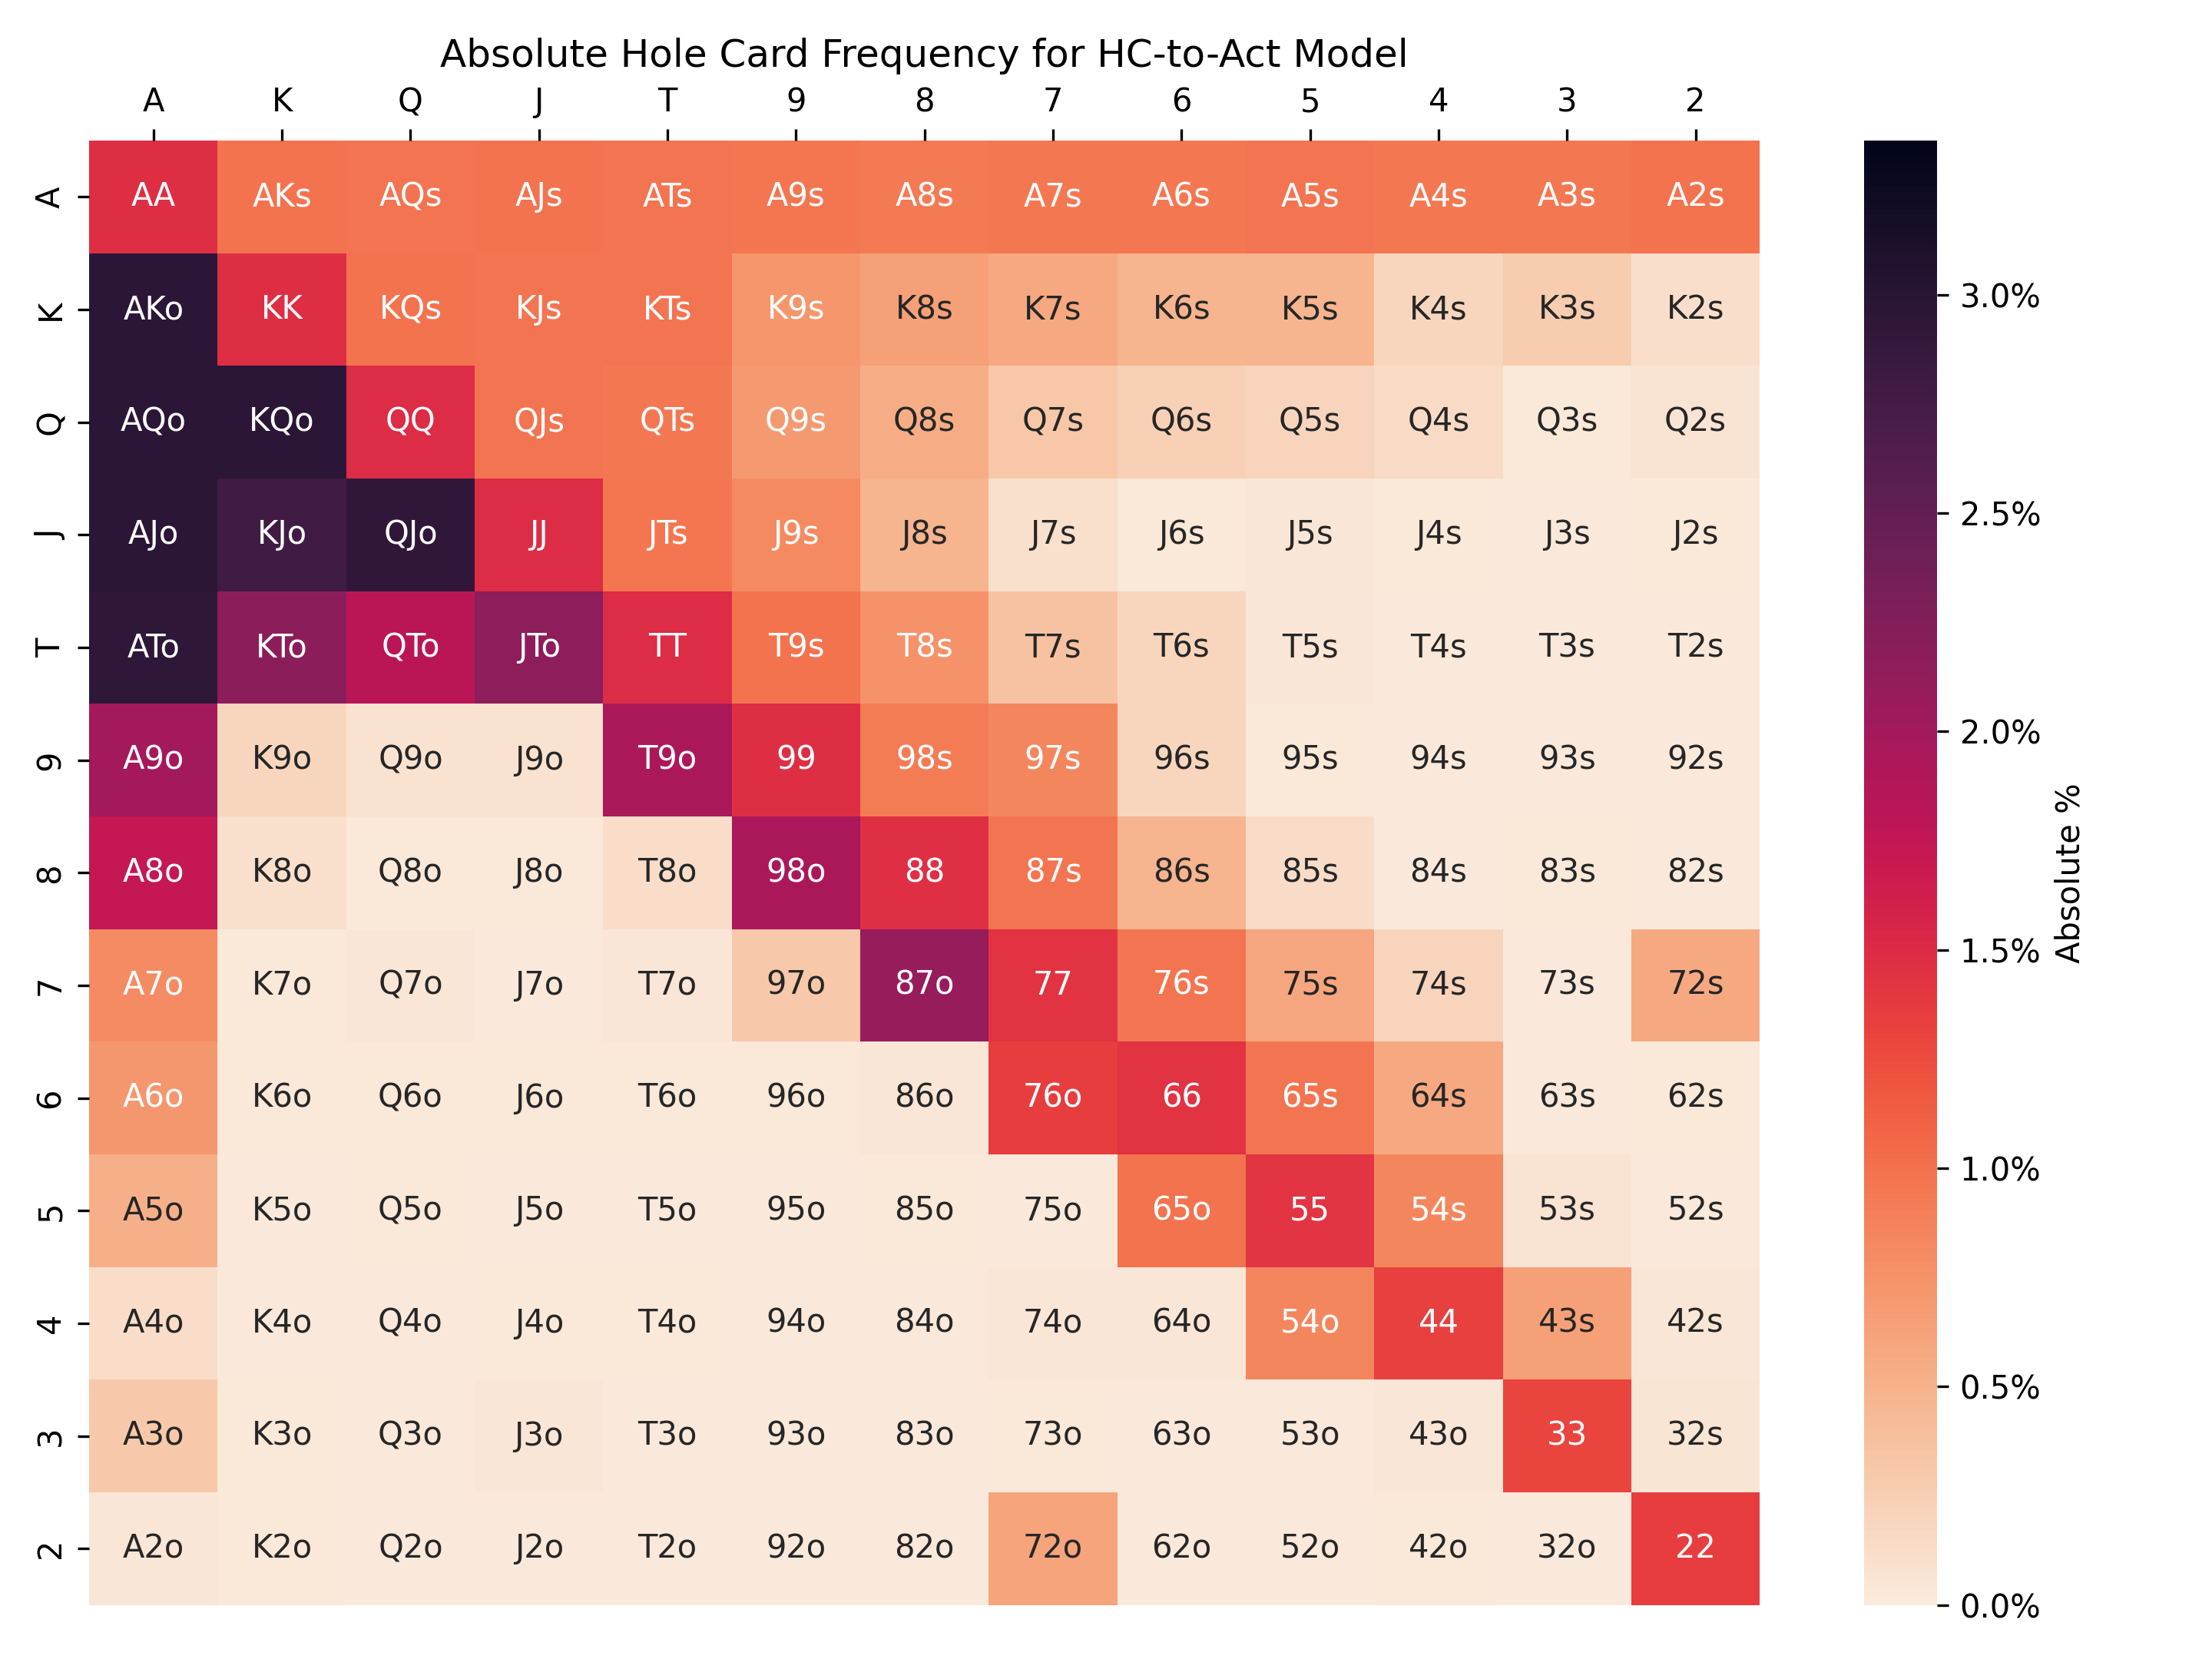 Absolute Hole Card Frequency for HC-to-Act Model
A K Q J T 9 8 7 6 5 4 3 2
A AA AKs AQs AJs ATs A9s A8s A7s A6s A5s A4s A3s A2s
K AKo KK KQs KJs KTs K9s K8s K7s K6s K5s K4s K3s K2s
Q AQo KQo QQ QJs QTs Q9s Q8s Q7s Q6s Q5s Q4s Q3s Q2s
J AJo KJo QJo JJ JTs J9s J8s J7s J6s J5s J4s J3s J2s
T ATo KTo QTo JTo TT T9s T8s T7s T6s T5s T4s T3s T2s
9 A9o K9o Q9o J9o T9o 99 98s 97s 96s 95s 94s 93s 92s
8 A8o K8o Q8o J8o T8o 98o 88 87s 86s 85s 84s 83s 82s
7 A7o K7o Q7o J7o T7o 97o 87o 77 76s 75s 74s 73s 72s
6 A6o K6o Q6o J6o T6o 96o 86o 76o 66 65s 64s 63s 62s
5 A5o K5o Q5o J5o T5o 95o 85o 75o 65o 55 54s 53s 52s
4 A4o K4o Q4o J4o T4o 94o 84o 74o 64o 54o 44 43s 42s
3 A3o K3o Q3o J3o T3o 93o 83o 73o 63o 53o 43o 33 32s
2 A2o K2o Q2o J2o T2o 92o 82o 72o 62o 52o 42o 32o 22
3.0%
2.5%
2.0%
1.5%
1.0%
0.5%
0.0%
Absolute %